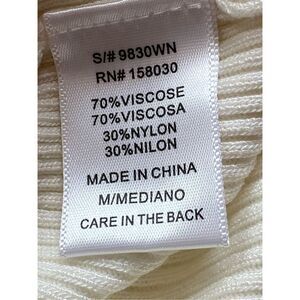 S/# 9830WN
RN# 158030
70%VISCOSE
70%VISCOSA
30%NYLON
30%NILON
MADE IN CHINA
M/MEDIANO
CARE IN THE BACK